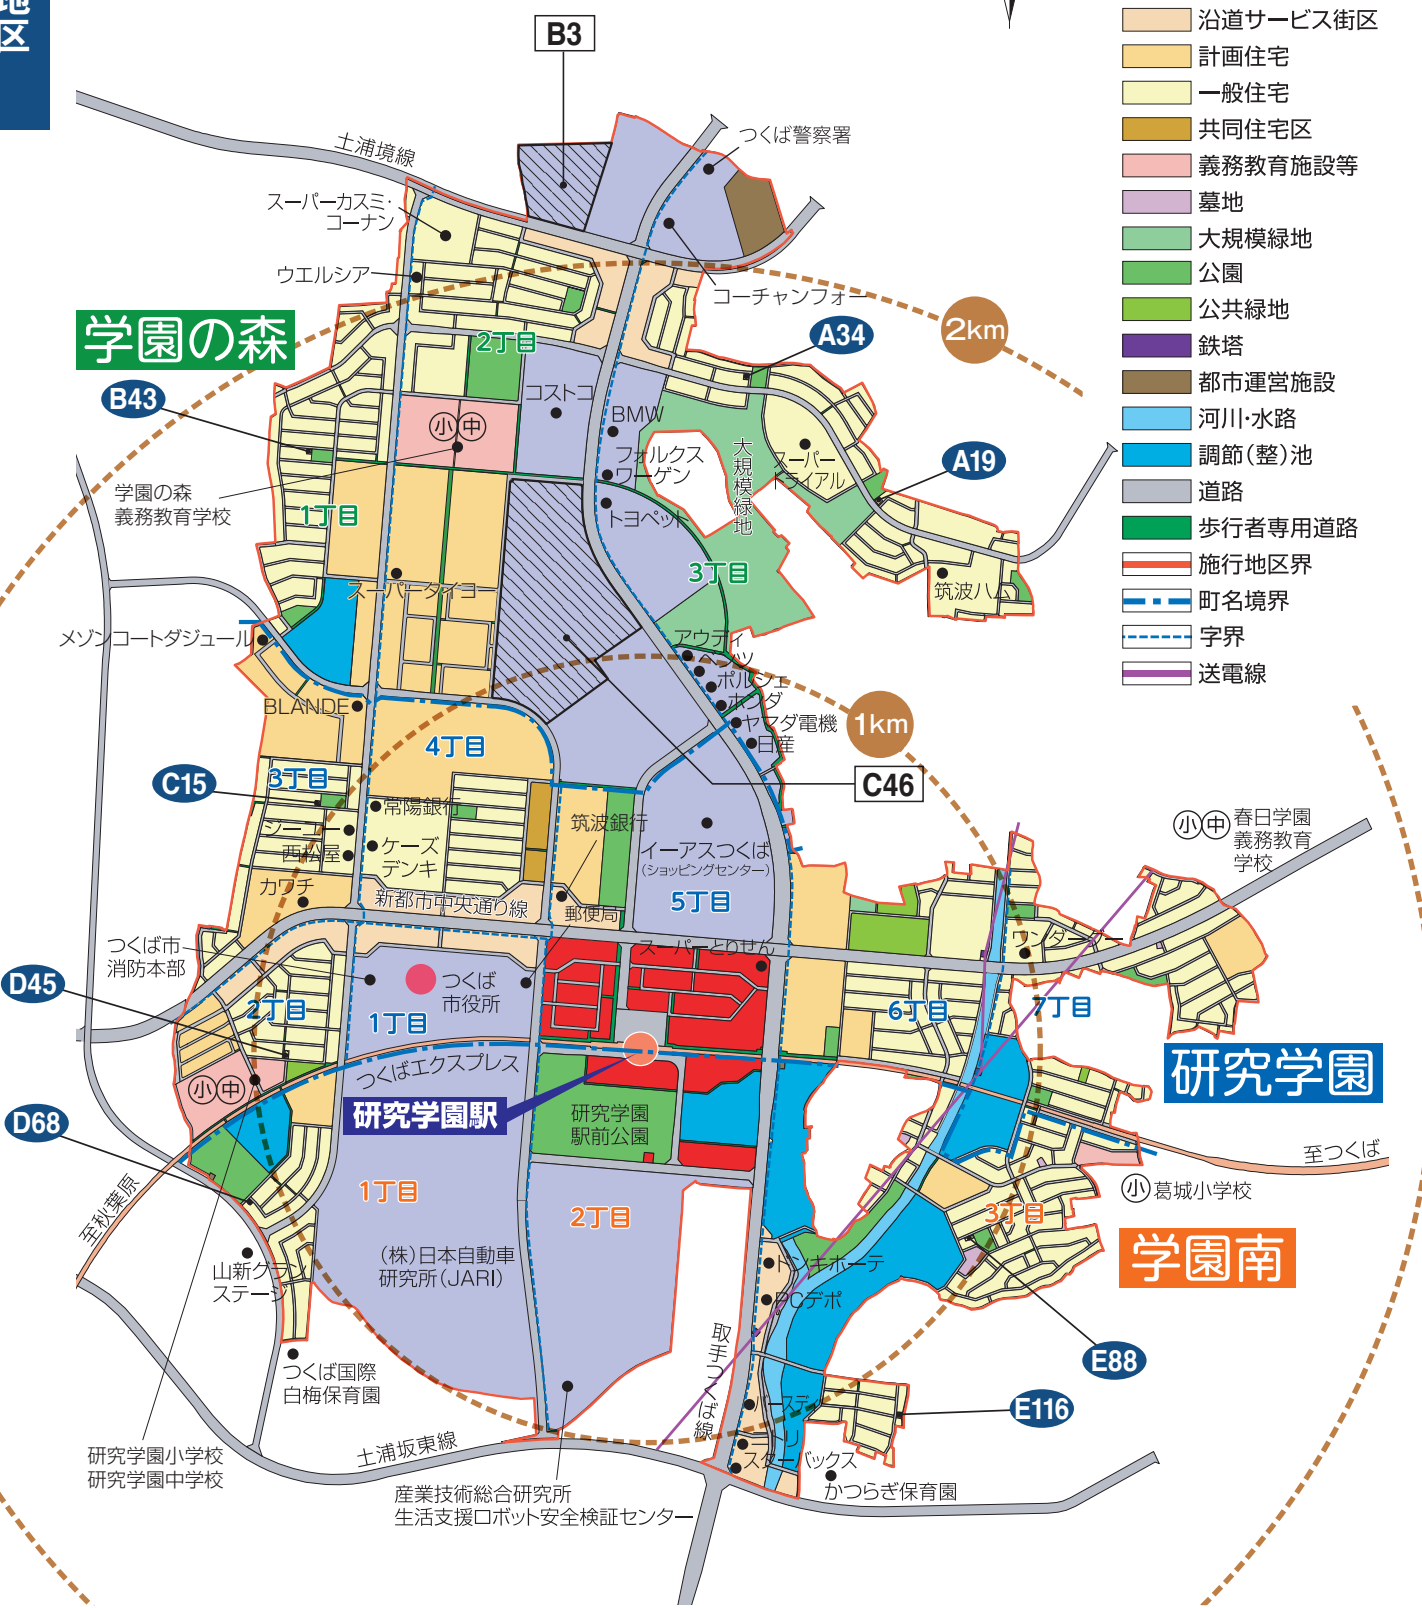 地区
B3
沿道サービス街区
計画住宅
一般住宅
共同住宅区
義務教育施設等
墓地
大規模緑地
公園
公共緑地
鉄塔
都市運営施設
河川・水路
調節(整)池
道路
歩行者専用道路
施行地区界
町名境界
字界
送電線
土浦境線
つくば警察署
スーパーカスミ・
コーナン
ウエルシア
コーチャンフォー
2km
学園の森
2丁目
A34
B43
コストコ
BMW
小中
フォルクス
ワーゲン
大規模緑地
スーパー
トライアル
A19
学園の森
義務教育学校
1丁目
トヨペット
3丁目
スーパータイヨー
筑波ハム
メゾンコートダジュール
アウディ
ベンツ
ポルシェ
ホンダ
ヤマダ電機
日産
BLANDE
1km
4丁目
3丁目
C15
C46
常陽銀行
ジーユー
西松屋
ケーズ
デンキ
筑波銀行
イーアスつくば
(ショッピングセンター)
小中
春日学園
義務教育
学校
カワチ
新都市中央通り線
郵便局
5丁目
つくば市
消防本部
スーパーとりせん
ワンダーグー
D45
つくば
市役所
2丁目
1丁目
6丁目
7丁目
つくばエクスプレス
小中
研究学園
研究学園駅
研究学園
駅前公園
D68
至つくば
至秋葉原
1丁目
2丁目
3丁目
小 葛城小学校
学園南
(株)日本自動車
研究所(JARI)
山新グラン
ステージ
ドンキホーテ
PCデポ
取手つくば線
E88
つくば国際
白梅保育園
E116
バースデイ
トリ
スターバックス
かつらぎ保育園
研究学園小学校
研究学園中学校
土浦坂東線
産業技術総合研究所
生活支援ロボット安全検証センター